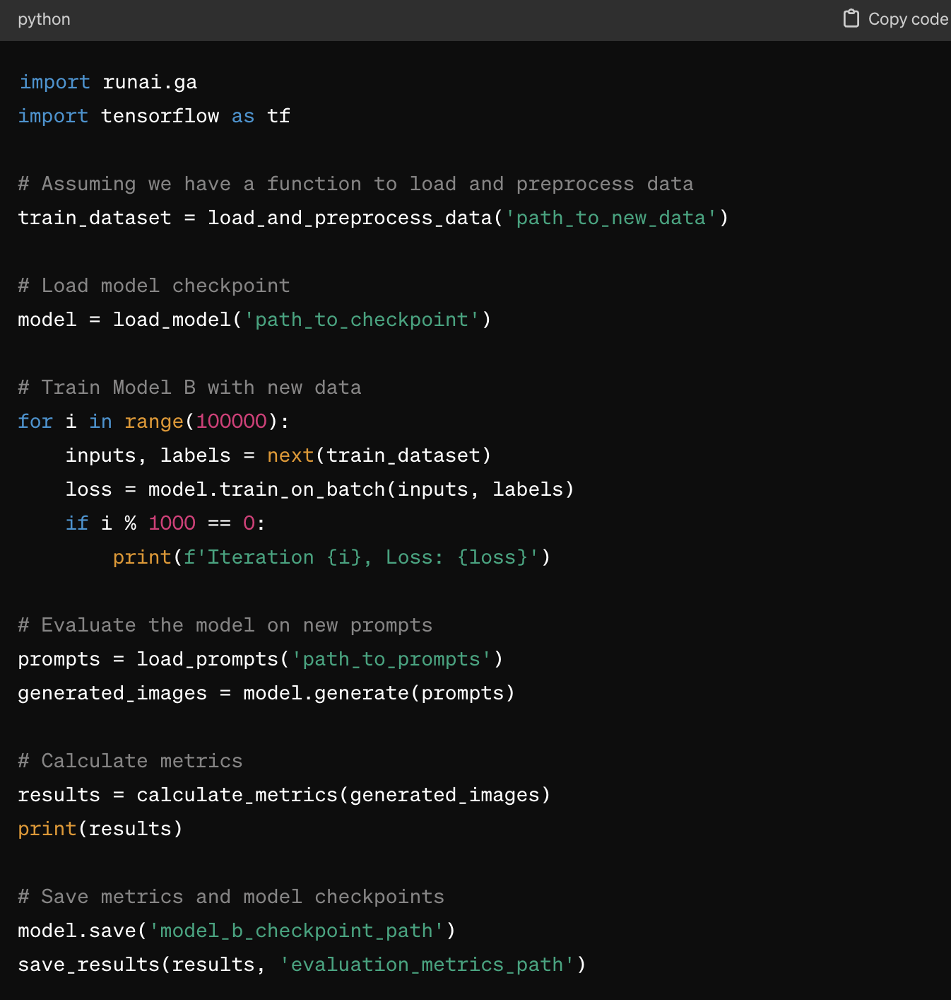 python
Copy code
import runai.ga
import tensorflow as tf
# Assuming we have a function to load and preprocess data
train_dataset = load_and_preprocess_data('path_to_new_data')
# Load model checkpoint
model = load_model('path_to_checkpoint')
# Train Model B with new data
for i in range(100000):
    inputs, labels = next(train_dataset)
    loss = model.train_on_batch(inputs, labels)
    if i % 1000 == 0:
        print(f'Iteration {i}, Loss: {loss}')
# Evaluate the model on new prompts
prompts = load_prompts('path_to_prompts')
generated_images = model.generate(prompts)
# Calculate metrics
results = calculate_metrics(generated_images)
print(results)
# Save metrics and model checkpoints
model.save('model_b_checkpoint_path')
save_results(results, 'evaluation_metrics_path')